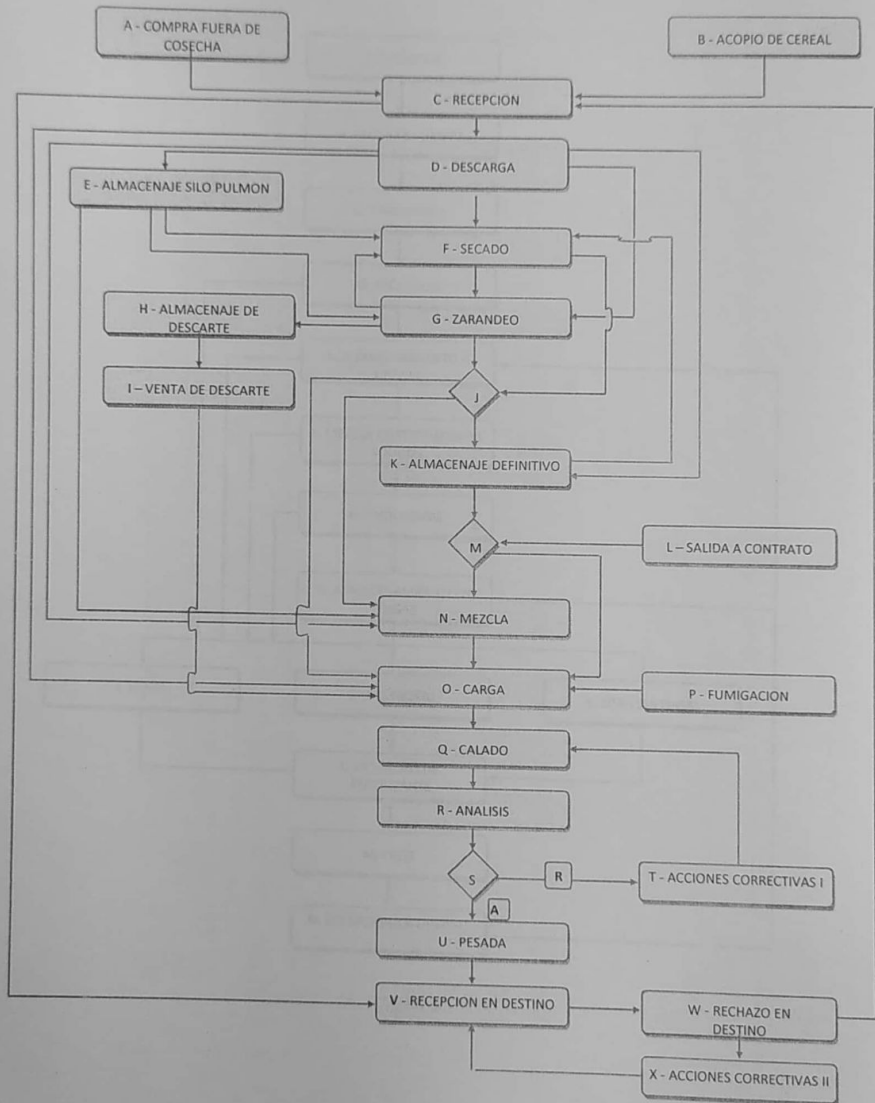 A - COMPRA FUERA DE
COSECHA
B - ACOPIO DE CEREAL
C - RECEPCION
D - DESCARGA
E - ALMACENAJE SILO PULMON
F - SECADO
H - ALMACENAJE DE
DESCARTE
G - ZARANDEO
I – VENTA DE DESCARTE
J
K - ALMACENAJE DEFINITIVO
M
L – SALIDA A CONTRATO
N - MEZCLA
O - CARGA
P - FUMIGACION
Q - CALADO
R - ANALISIS
S
R
T - ACCIONES CORRECTIVAS I
A
U - PESADA
V - RECEPCION EN DESTINO
W - RECHAZO EN
DESTINO
X - ACCIONES CORRECTIVAS II